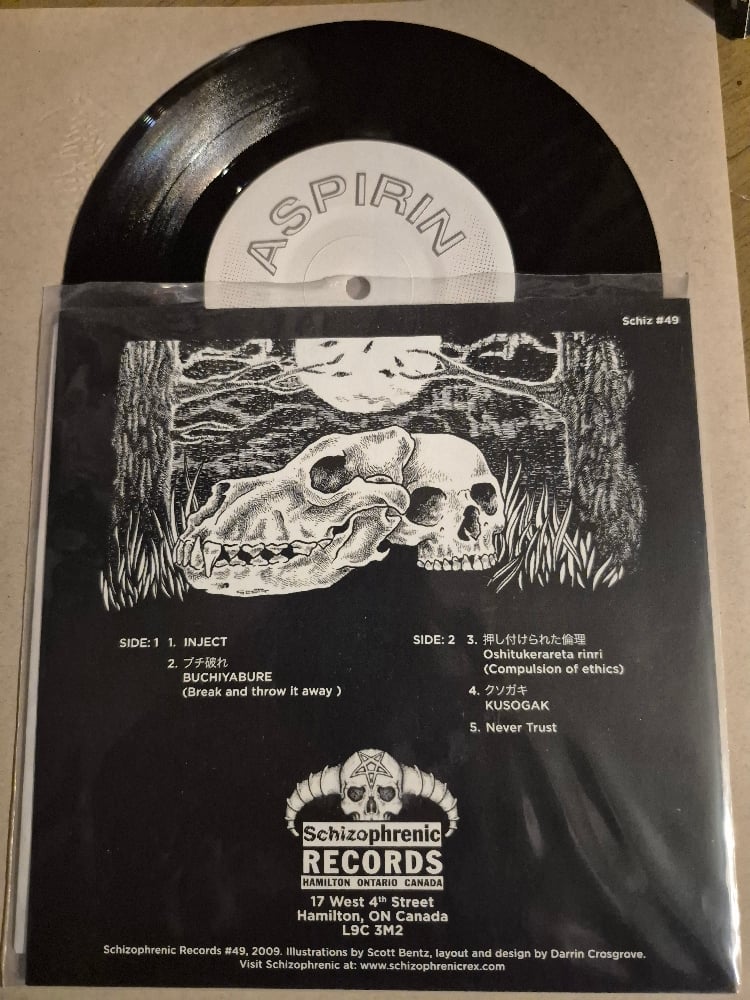 ASPIRIN
Schiz #49
SIDE: 1 1. INJECT
2. ブチ破れ
BUCHIYABURE
(Break and throw it away )
SIDE: 2 3. 押し付けられた倫理
Oshitukerareta rinri
(Compulsion of ethics)
4. クソガキ
KUSOGAK
5. Never Trust
Schizophrenic
RECORDS
HAMILTON ONTARIO CANADA
17 West 4th Street
Hamilton, ON Canada
L9C 3M2
Schizophrenic Records #49, 2009. Illustrations by Scott Bentz, layout and design by Darrin Crosgrove.
Visit Schizophrenic at: www.schizophrenicrex.com